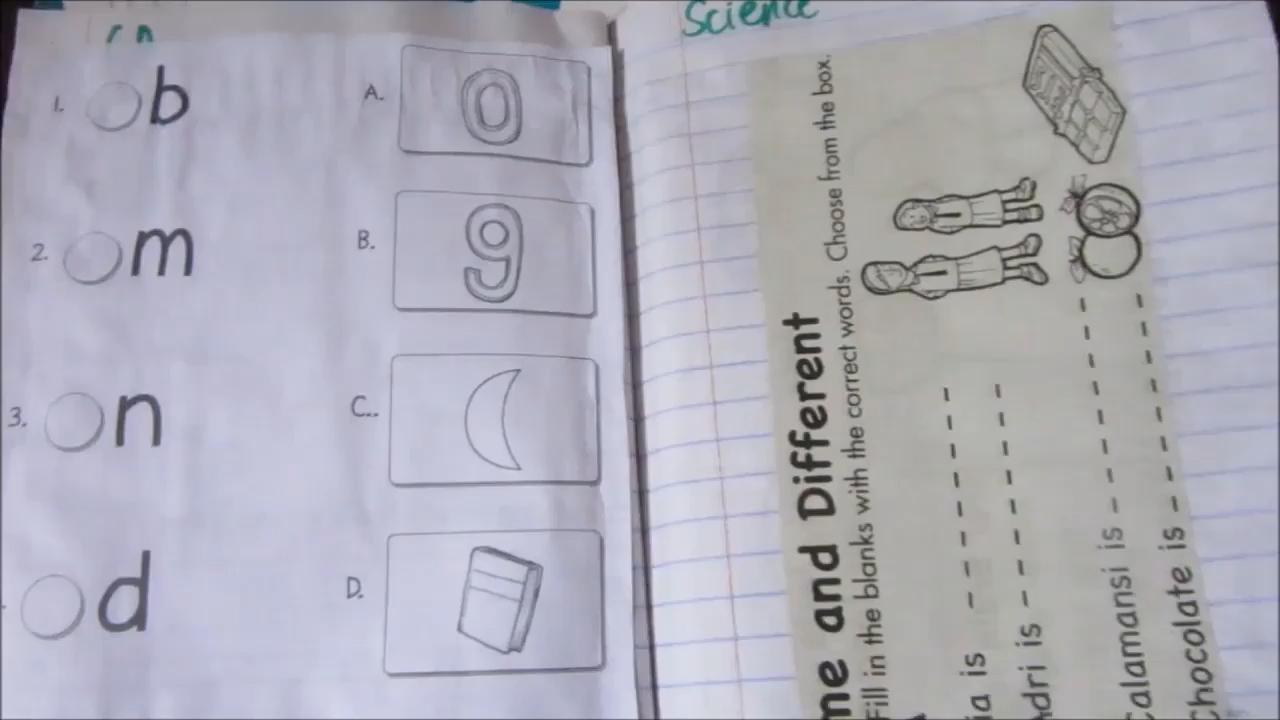 1. b
2. m
3. n
d
A. 0
B. 9
C..
D.
Science
me and Different
Fill in the blanks with the correct words. Choose from the box.
ia is
dri is
alamansi is
Chocolate is